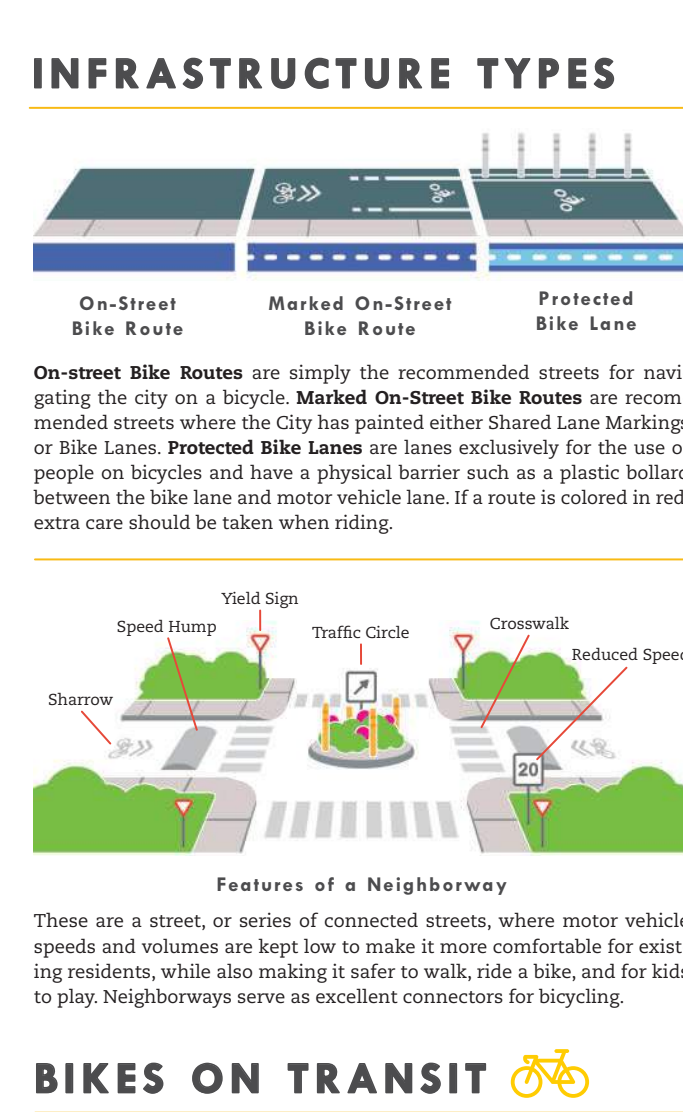 INFRASTRUCTURE TYPES
On-Street
Bike Route
Marked On-Street
Bike Route
Protected
Bike Lane
On-street Bike Routes are simply the recommended streets for navi
gating the city on a bicycle. Marked On-Street Bike Routes are recom
mended streets where the City has painted either Shared Lane Markings
or Bike Lanes. Protected Bike Lanes are lanes exclusively for the use o
people on bicycles and have a physical barrier such as a plastic bollard
between the bike lane and motor vehicle lane. If a route is colored in red
extra care should be taken when riding.
Yield Sign
Speed Hump
Traffic Circle
Crosswalk
Reduced Speed
Sharrow
20
Features of a Neighborway
These are a street, or series of connected streets, where motor vehicle
speeds and volumes are kept low to make it more comfortable for exist
ing residents, while also making it safer to walk, ride a bike, and for kids
to play. Neighborways serve as excellent connectors for bicycling.
BIKES ON TRANSIT